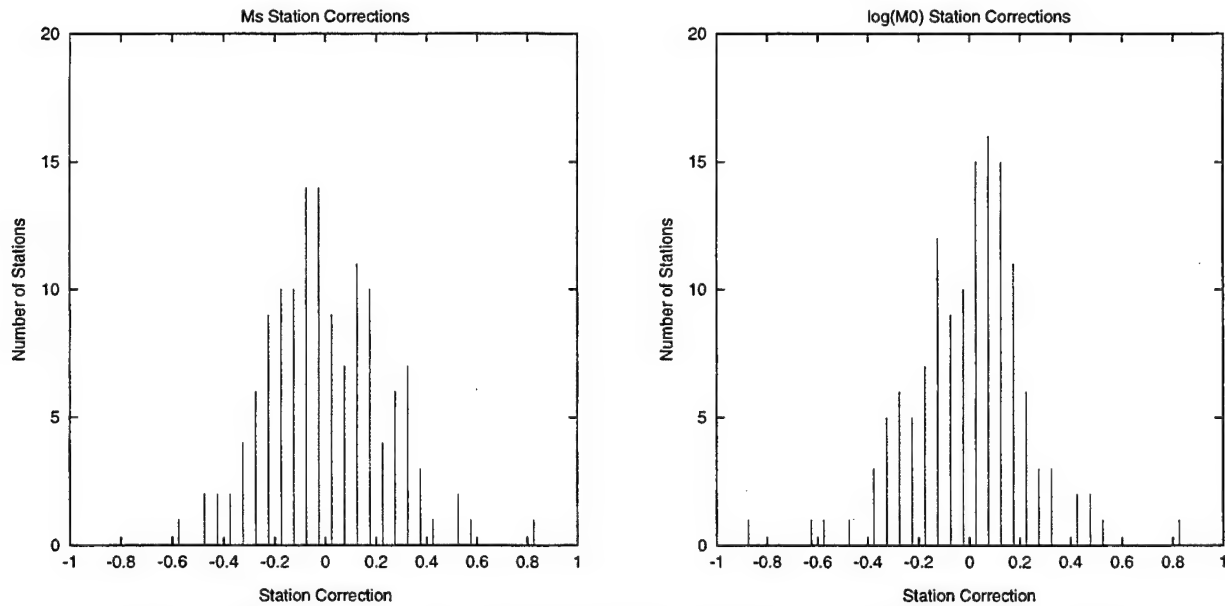 Ms Station Corrections
20
15
10
5
0
Number of Stations
-1 -0.8 -0.6 -0.4 -0.2 0 0.2 0.4 0.6 0.8 1
Station Correction
log(M0) Station Corrections
20
15
10
5
0
Number of Stations
-1 -0.8 -0.6 -0.4 -0.2 0 0.2 0.4 0.6 0.8 1
Station Correction